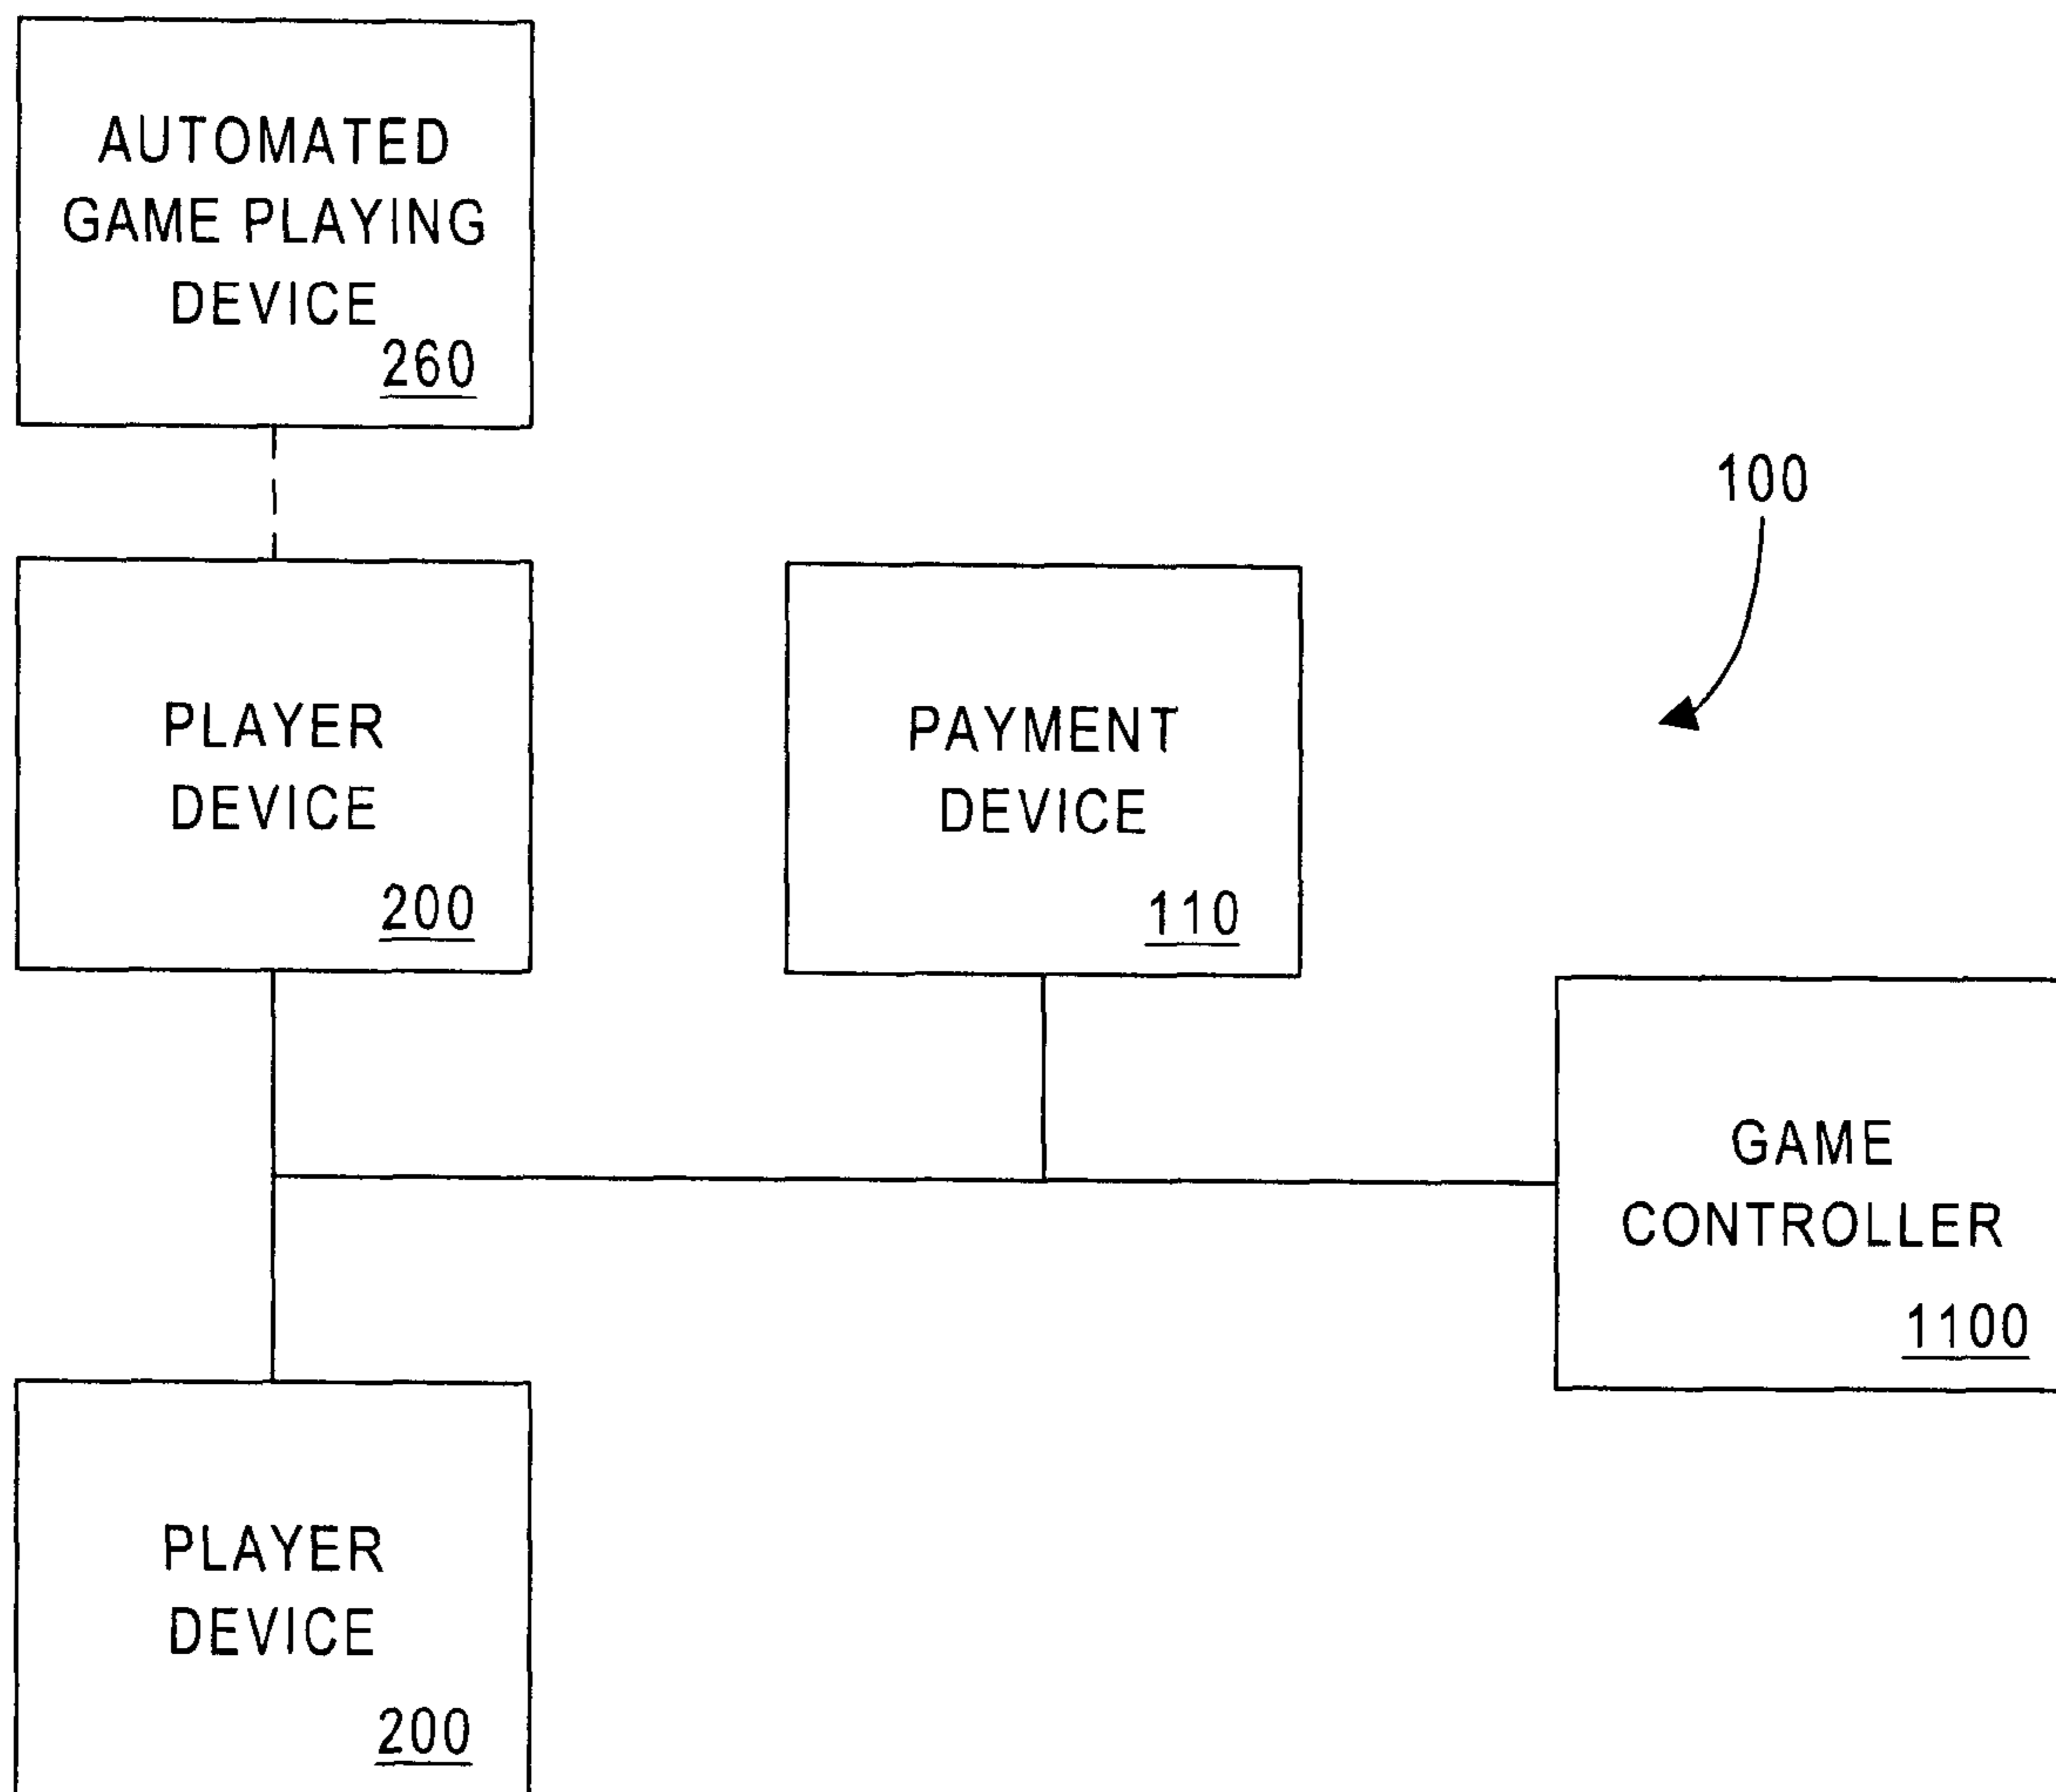 AUTOMATED
GAME PLAYING
DEVICE
260
100
PLAYER
DEVICE
200
PAYMENT
DEVICE
110
GAME
CONTROLLER
1100
PLAYER
DEVICE
200